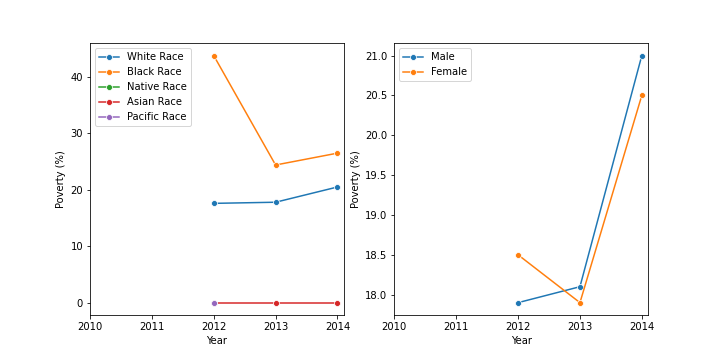 White Race
Black Race
Native Race
Asian Race
Pacific Race
40
30
20
10
0
Poverty (%)
2010 2011 2012 2013 2014
Year
Male
Female
21.0
20.5
20.0
19.5
19.0
18.5
18.0
Poverty (%)
2010 2011 2012 2013 2014
Year